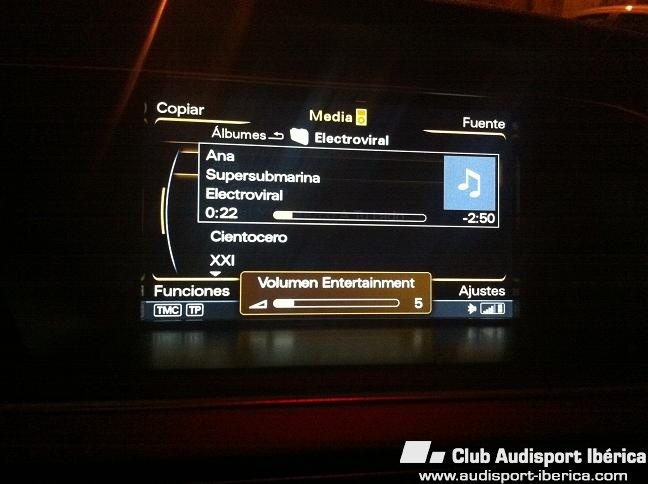 Copiar
Media
Fuente
Álbumes Electroviral
Ana
Supersubmarina
Electroviral
0:22 -2:50
Cientocero
XXI
Funciones
Volumen Entertainment
5
Ajustes
TMC TP
Club Audisport Ibérica
www.audisport-iberica.com